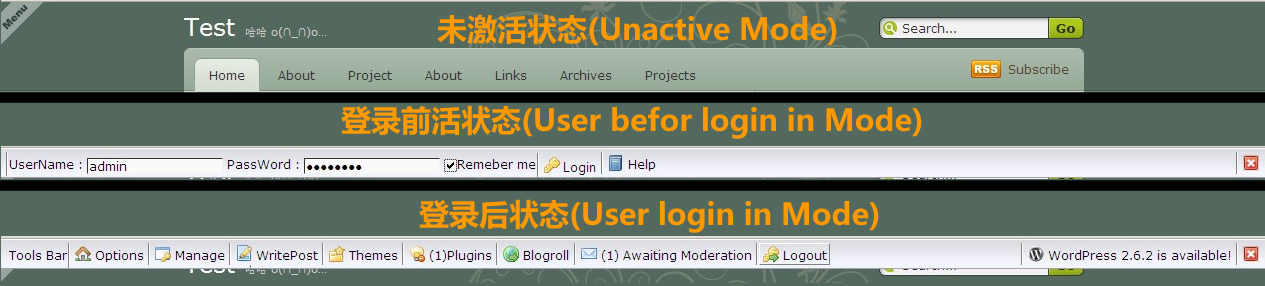 Menu
Test 哈哈 o(∩_∩)o...
未激活状态(Unactive Mode)
Search... Go
Home About Project About Links Archives Projects
RSS Subscribe
登录前活状态(User befor login in Mode)
UserName : admin PassWord : •••••••• Remeber me Login Help
登录后状态(User login in Mode)
Tools Bar Options Manage WritePost Themes (1)Plugins Blogroll (1) Awaiting Moderation Logout WordPress 2.6.2 is available!